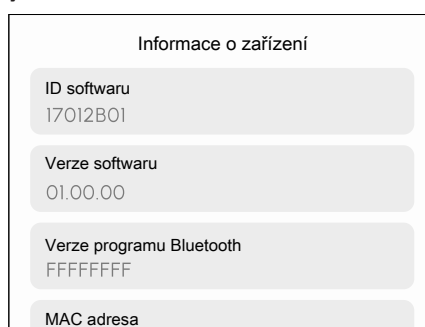 Informace o zařízení
ID softwaru
17012B01
Verze softwaru
01.00.00
Verze programu Bluetooth
FFFFFFFF
MAC adresa